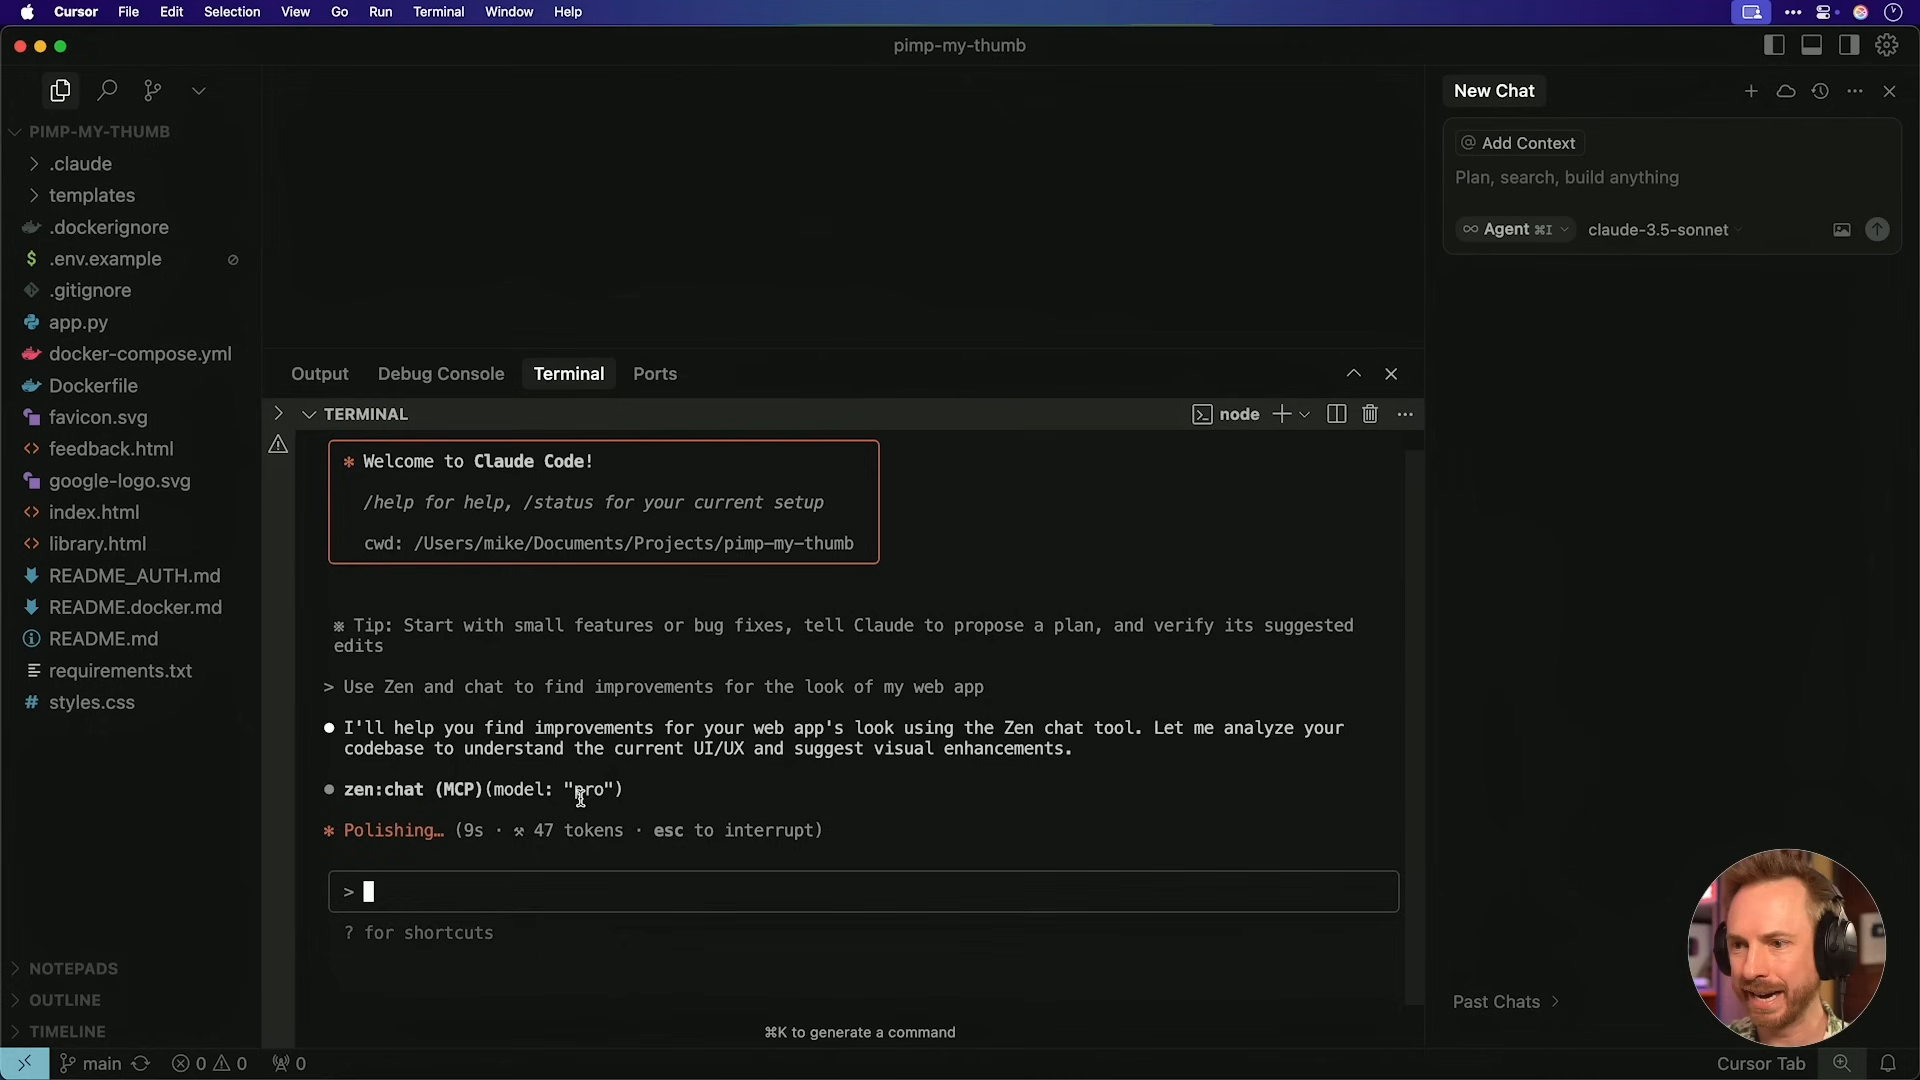 Cursor File Edit Selection View Go Run Terminal Window Help
pimp-my-thumb
PIMP-MY-THUMB
.claude
templates
.dockerignore
$ .env.example
.gitignore
app.py
docker-compose.yml
Dockerfile
favicon.svg
<> feedback.html
google-logo.svg
<> index.html
<> library.html
README_AUTH.md
README.docker.md
README.md
requirements.txt
# styles.css
NOTEPADS
OUTLINE
TIMELINE
Output Debug Console Terminal Ports
TERMINAL
node
* Welcome to Claude Code!
/help for help, /status for your current setup
cwd: /Users/mike/Documents/Projects/pimp-my-thumb
※ Tip: Start with small features or bug fixes, tell Claude to propose a plan, and verify its suggested
edits
> Use Zen and chat to find improvements for the look of my web app
● I'll help you find improvements for your web app's look using the Zen chat tool. Let me analyze your
codebase to understand the current UI/UX and suggest visual enhancements.
● zen:chat (MCP)(model: "pro")
* Polishing… (9s · ⚒ 47 tokens · esc to interrupt)
>
? for shortcuts
⌘K to generate a command
New Chat
@ Add Context
Plan, search, build anything
∞ Agent ⌘I claude-3.5-sonnet
Past Chats >
main 0 0 0
Cursor Tab